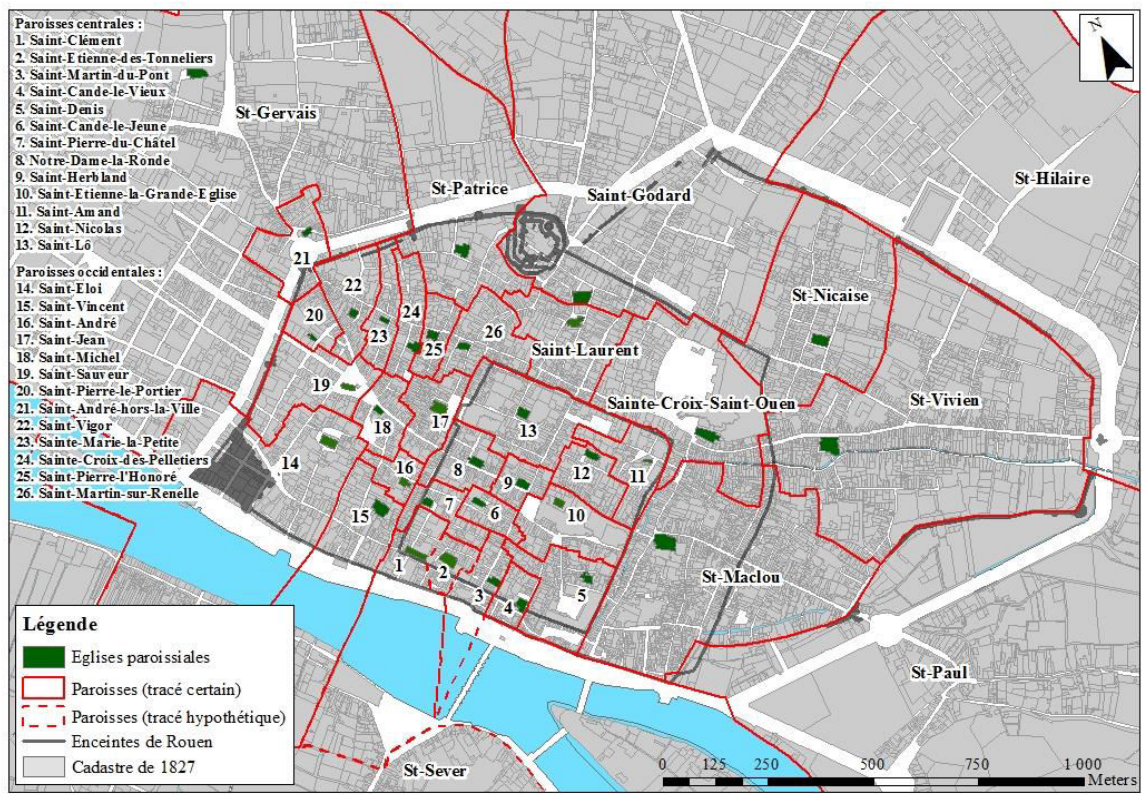 Paroisses centrales :
1. Saint-Clément
2. Saint-Etienne-des-Tonneliers
3. Saint-Martin-du-Pont
4. Saint-Cande-le-Vieux
5. Saint-Denis
6. Saint-Cande-le-Jeune
7. Saint-Pierre-du-Châtel
8. Notre-Dame-la-Ronde
9. Saint-Herbland
10. Saint-Etienne-la-Grande-Eglise
11. Saint-Amand
12. Saint-Nicolas
13. Saint-Lô
Paroisses occidentales :
14. Saint-Eloi
15. Saint-Vincent
16. Saint-André
17. Saint-Jean
18. Saint-Michel
19. Saint-Sauveur
20. Saint-Pierre-le-Portier
21. Saint-André-hors-la-Ville
22. Saint-Vigor
23. Sainte-Marie-la-Petite
24. Sainte-Croix-des-Pelletiers
25. Saint-Pierre-l'Honoré
26. Saint-Martin-sur-Renelle
N
St-Gervais
St-Patrice
Saint-Godard
St-Hilaire
21
22
20
23
24
25
26
St-Nicaise
Saint-Laurent
19
18
17
Sainte-Croix-Saint-Ouen
St-Vivien
13
14
16
8
12
11
9
15
7
6
10
1
2
3
4
5
St-Maclou
St-Paul
St-Sever
Légende
Eglises paroissiales
Paroisses (tracé certain)
Paroisses (tracé hypothétique)
Enceintes de Rouen
Cadastre de 1827
0 125 250 500 750 1 000
Meters